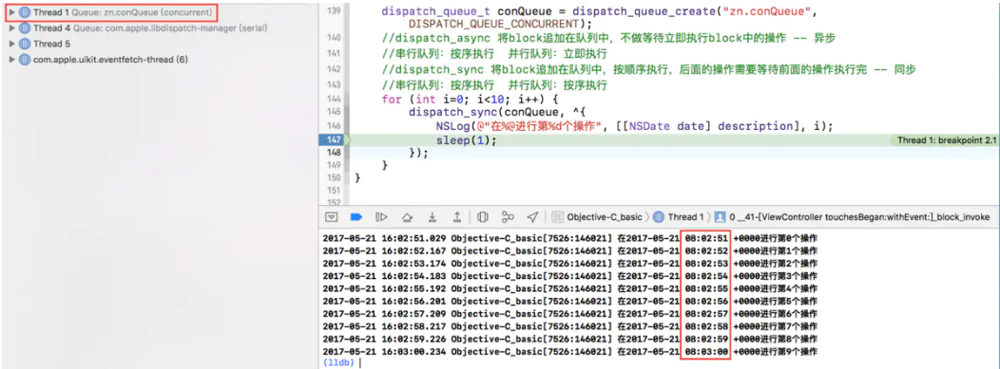 Thread 1 Queue: zn.conQueue (concurrent)
Thread 4 Queue: com.apple.libdispatch-manager (serial)
Thread 5
com.apple.uikit.eventfetch-thread (6)
139 dispatch_queue_t conQueue = dispatch_queue_create("zn.conQueue",
DISPATCH_QUEUE_CONCURRENT);
140 //dispatch_async 将block追加在队列中，不做等待立即执行block中的操作 -- 异步
141 //串行队列：按序执行 并行队列：立即执行
142 //dispatch_sync 将block追加在队列中，按顺序执行，后面的操作需要等待前面的操作执行完 -- 同步
143 //串行队列：按序执行 并行队列：按序执行
144 for (int i=0; i<10; i++) {
145 dispatch_sync(conQueue, ^{
146 NSLog(@"在%@进行第%d个操作", [[NSDate date] description], i);
147 sleep(1); Thread 1: breakpoint 2.1
148 });
149 }
150 }
151
152
Objective-C_basic 〉 Thread 1 〉 0 __41-[ViewController touchesBegan:withEvent:]_block_invoke
2017-05-21 16:02:51.029 Objective-C_basic[7526:146021] 在2017-05-21 08:02:51 +0000进行第0个操作
2017-05-21 16:02:52.167 Objective-C_basic[7526:146021] 在2017-05-21 08:02:52 +0000进行第1个操作
2017-05-21 16:02:53.174 Objective-C_basic[7526:146021] 在2017-05-21 08:02:53 +0000进行第2个操作
2017-05-21 16:02:54.183 Objective-C_basic[7526:146021] 在2017-05-21 08:02:54 +0000进行第3个操作
2017-05-21 16:02:55.192 Objective-C_basic[7526:146021] 在2017-05-21 08:02:55 +0000进行第4个操作
2017-05-21 16:02:56.201 Objective-C_basic[7526:146021] 在2017-05-21 08:02:56 +0000进行第5个操作
2017-05-21 16:02:57.209 Objective-C_basic[7526:146021] 在2017-05-21 08:02:57 +0000进行第6个操作
2017-05-21 16:02:58.217 Objective-C_basic[7526:146021] 在2017-05-21 08:02:58 +0000进行第7个操作
2017-05-21 16:02:59.226 Objective-C_basic[7526:146021] 在2017-05-21 08:02:59 +0000进行第8个操作
2017-05-21 16:03:00.234 Objective-C_basic[7526:146021] 在2017-05-21 08:03:00 +0000进行第9个操作
(lldb)